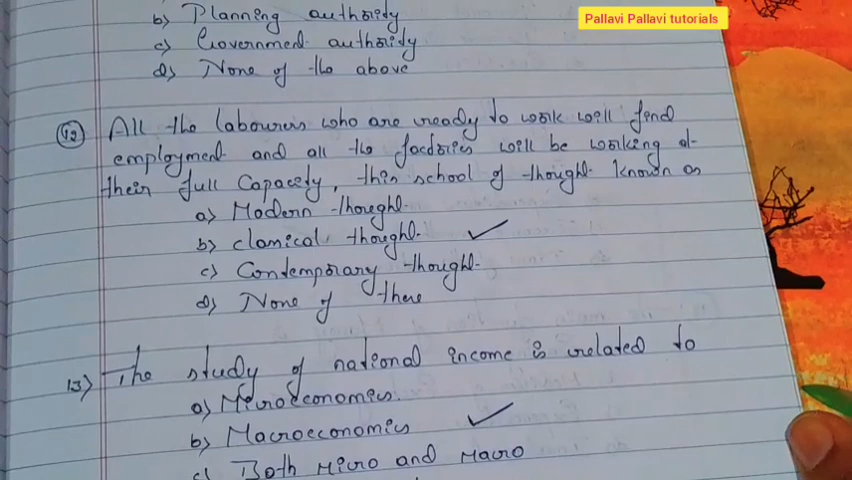 Pallavi Pallavi tutorials
b) Planning authority
c) Government authority
d) None of the above
12) All the labourers who are ready to work will find
employment and all the factories will be working at
their full capacity, this school of thought known as
a) Modern thought
b) classical thought
c) Contemporary thought
d) None of there
13) The study of national income is related to
a) Microeconomics.
b) Macroeconomics
c) Both Micro and Macro